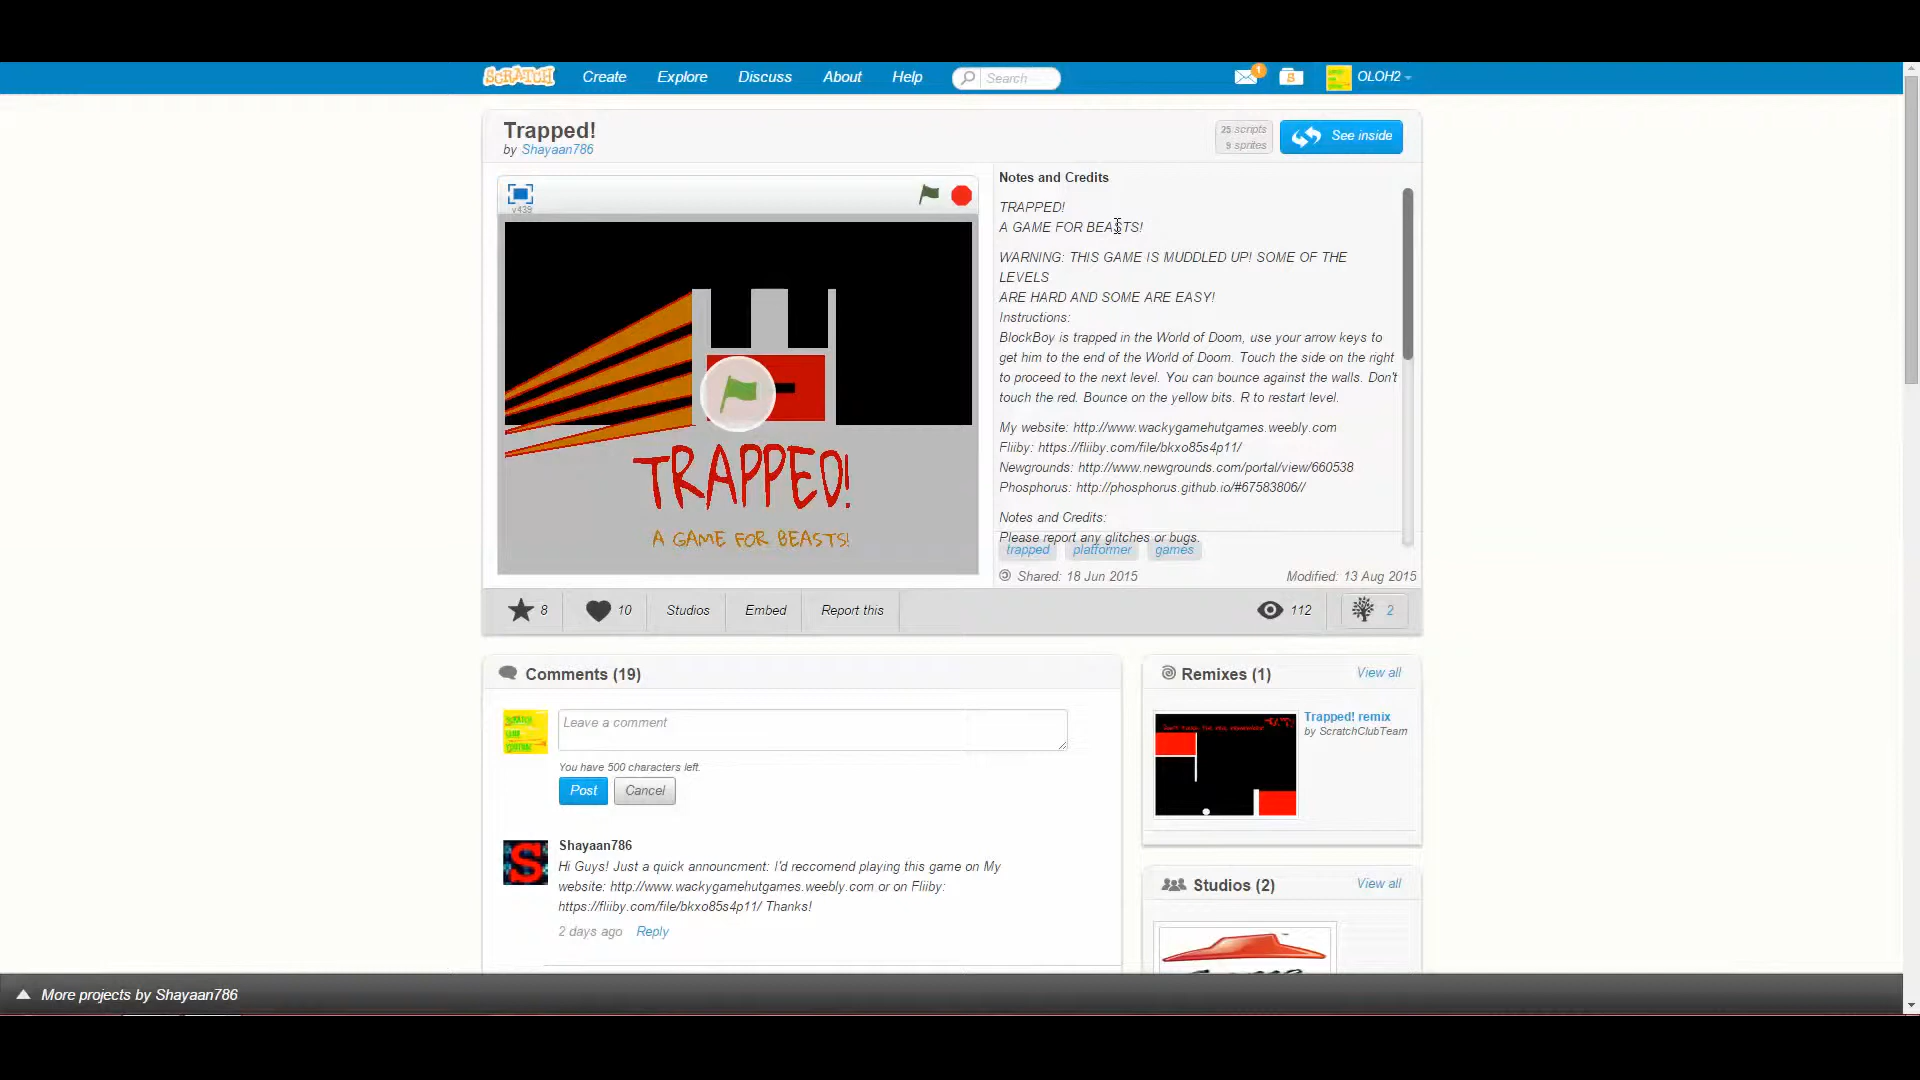 SCRATCH Create Explore Discuss About Help Search 1 S OLOH2
Trapped!
by Shayaan786
25 scripts
9 sprites
See inside
v439
TRAPPED!
A GAME FOR BEASTS!
Notes and Credits
TRAPPED!
A GAME FOR BEASTS!
WARNING: THIS GAME IS MUDDLED UP! SOME OF THE
LEVELS
ARE HARD AND SOME ARE EASY!
Instructions:
BlockBoy is trapped in the World of Doom, use your arrow keys to
get him to the end of the World of Doom. Touch the side on the right
to proceed to the next level. You can bounce against the walls. Don't
touch the red. Bounce on the yellow bits. R to restart level.
My website: http://www.wackygamehutgames.weebly.com
Fliiby: https://fliiby.com/file/bkxo85s4p11/
Newgrounds: http://www.newgrounds.com/portal/view/660538
Phosphorus: http://phosphorus.github.io/#67583806//
Notes and Credits:
Please report any glitches or bugs.
trapped platformer games
Shared: 18 Jun 2015 Modified: 13 Aug 2015
8 10 Studios Embed Report this 112 2
Comments (19)
Leave a comment
You have 500 characters left.
Post Cancel
Shayaan786
Hi Guys! Just a quick announcment: I'd reccomend playing this game on My
website: http://www.wackygamehutgames.weebly.com or on Fliiby:
https://fliiby.com/file/bkxo85s4p11/ Thanks!
2 days ago Reply
Remixes (1) View all
Trapped! remix
by ScratchClubTeam
Studios (2) View all
More projects by Shayaan786